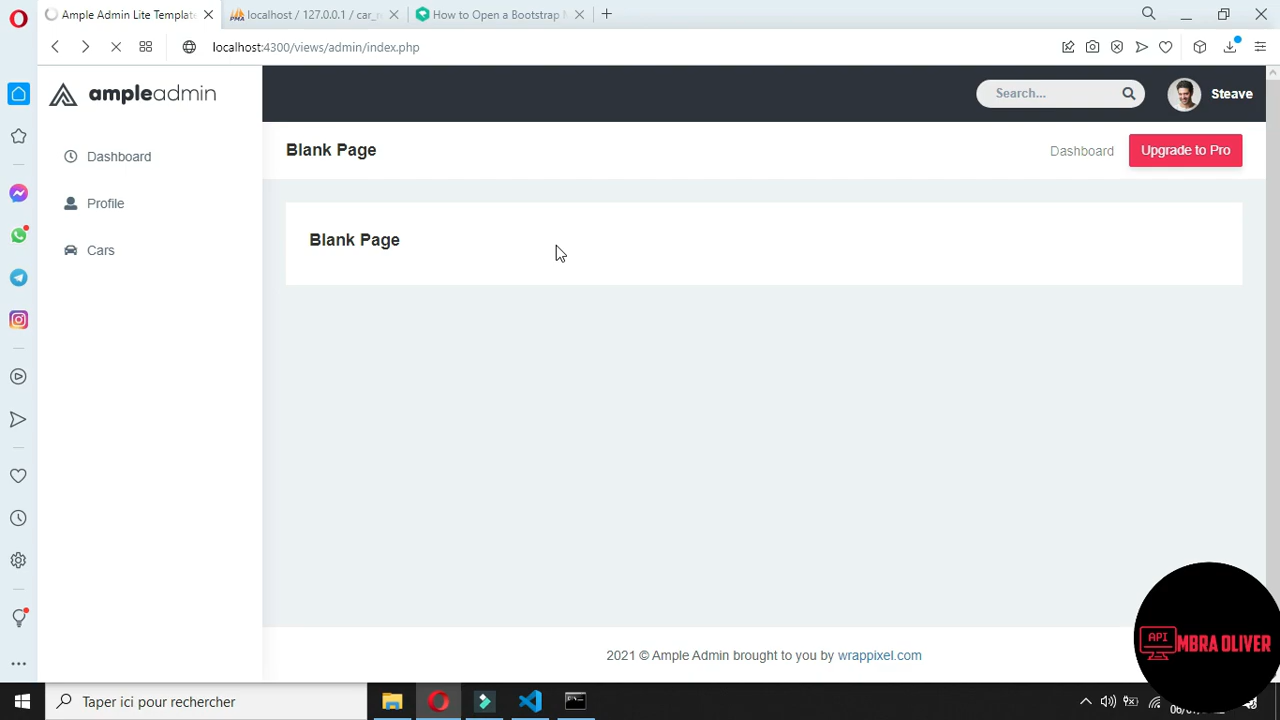 Ample Admin Lite Template
localhost / 127.0.0.1 / car_
How to Open a Bootstrap
localhost:4300/views/admin/index.php
ampleadmin
Search...
Steave
Blank Page
Dashboard
Upgrade to Pro
Dashboard
Profile
Cars
Blank Page
2021 © Ample Admin brought to you by wrappixel.com
API
MBRA OLIVER
Taper ici pour rechercher